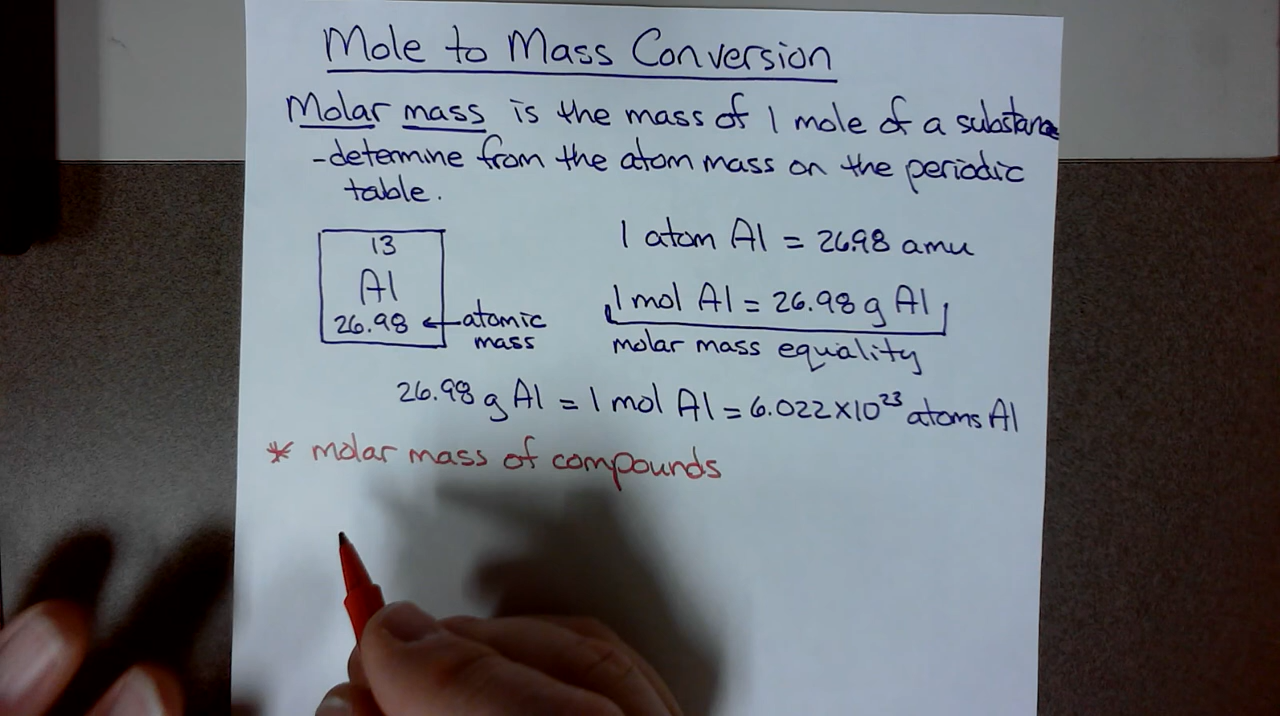 Mole to Mass Conversion
Molar mass is the mass of 1 mole of a substance
-determine from the atom mass on the periodic
table.
13
Al
26.98 ← atomic
mass
1 atom Al = 26.98 amu
1 mol Al = 26.98 g Al
molar mass equality
26.98 g Al = 1 mol Al = 6.022×10²³ atoms Al
* molar mass of compounds